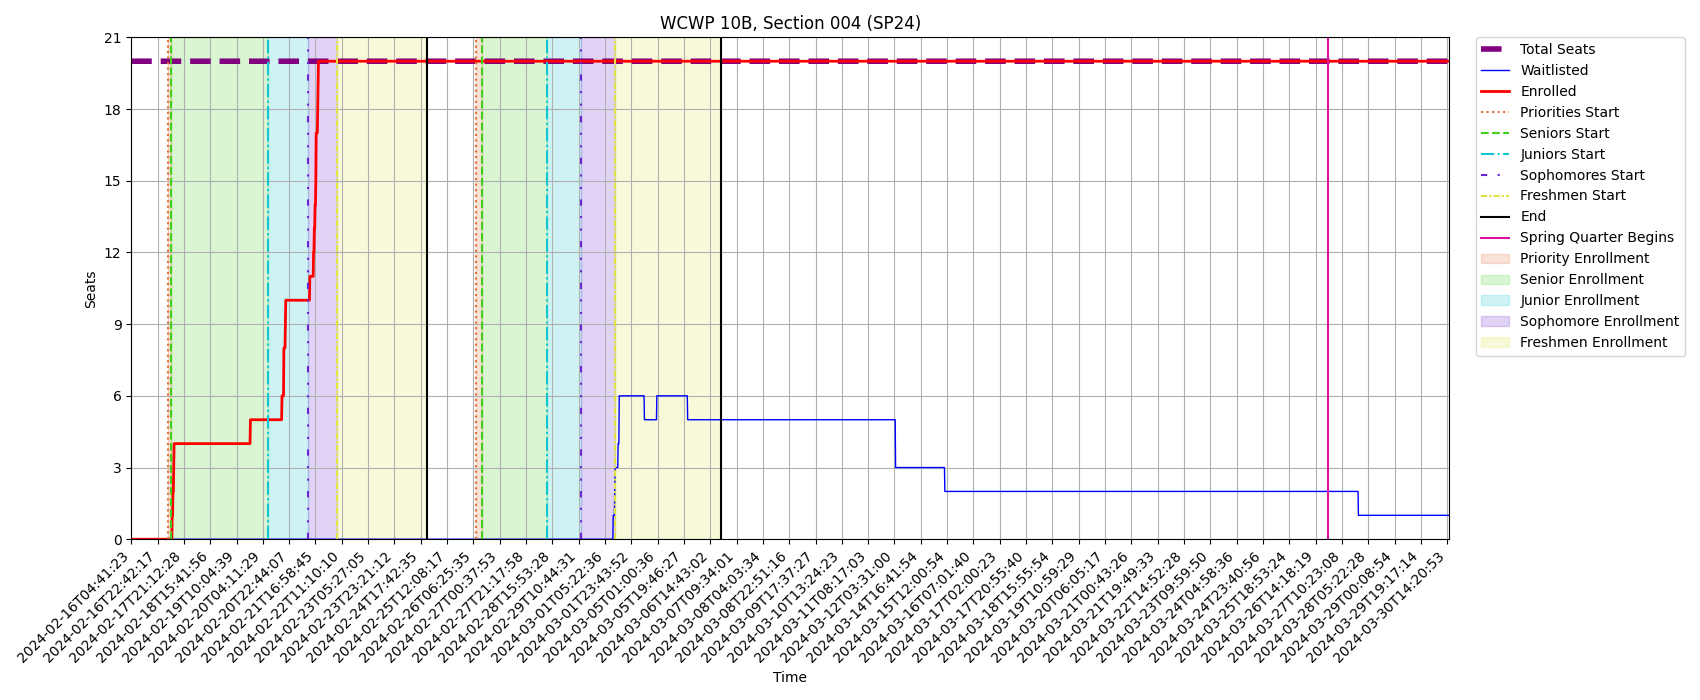 WCWP 10B, Section 004 (SP24)
21
18
15
12
9
6
3
0
Seats
2024-02-16T04:41:23
2024-02-16T22:42:17
2024-02-17T21:12:28
2024-02-18T15:41:56
2024-02-19T10:04:39
2024-02-20T04:11:29
2024-02-20T22:44:07
2024-02-21T16:58:45
2024-02-22T11:10:10
2024-02-23T05:27:05
2024-02-23T23:21:12
2024-02-24T17:42:35
2024-02-25T12:08:17
2024-02-26T06:25:35
2024-02-27T00:37:53
2024-02-27T21:17:58
2024-02-28T15:53:28
2024-02-29T10:44:31
2024-03-01T05:22:36
2024-03-01T23:43:52
2024-03-05T01:00:36
2024-03-05T19:46:27
2024-03-06T14:43:02
2024-03-07T09:34:01
2024-03-08T04:03:34
2024-03-08T22:51:16
2024-03-09T17:37:27
2024-03-10T13:24:23
2024-03-11T08:17:03
2024-03-12T03:31:00
2024-03-14T16:41:54
2024-03-15T12:00:54
2024-03-16T07:01:40
2024-03-17T02:00:23
2024-03-17T20:55:40
2024-03-18T15:55:54
2024-03-19T10:59:29
2024-03-20T06:05:17
2024-03-21T00:43:26
2024-03-21T19:49:33
2024-03-22T14:52:28
2024-03-23T09:59:50
2024-03-24T04:58:36
2024-03-24T23:40:56
2024-03-25T18:53:24
2024-03-26T14:18:19
2024-03-27T10:23:08
2024-03-28T05:22:28
2024-03-29T00:08:54
2024-03-29T19:17:14
2024-03-30T14:20:53
Time
Total Seats
Waitlisted
Enrolled
Priorities Start
Seniors Start
Juniors Start
Sophomores Start
Freshmen Start
End
Spring Quarter Begins
Priority Enrollment
Senior Enrollment
Junior Enrollment
Sophomore Enrollment
Freshmen Enrollment